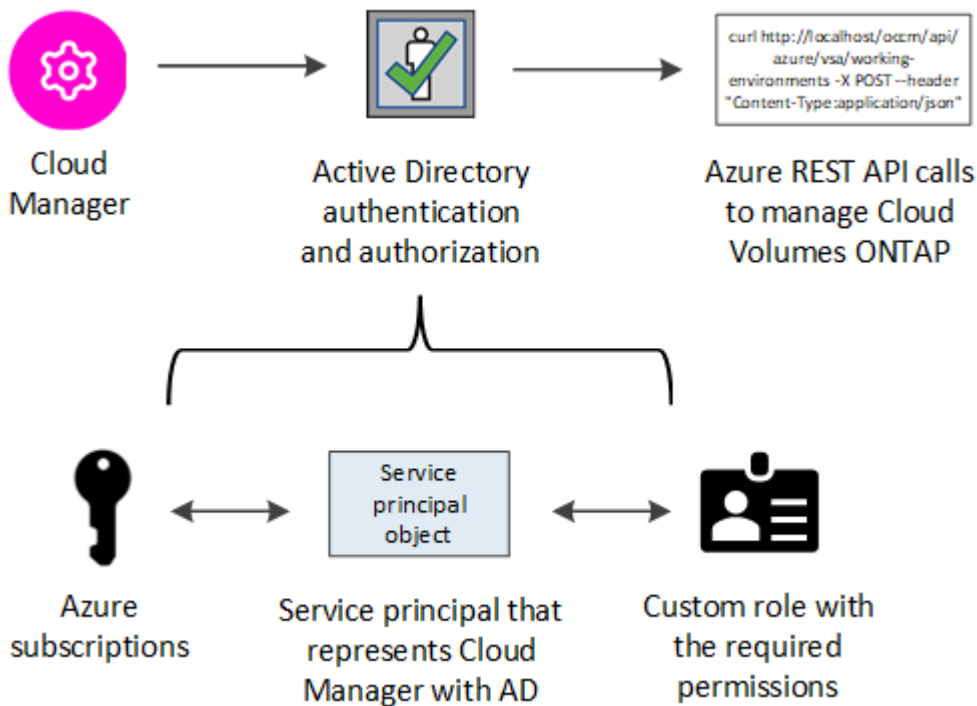 curl http://localhost/occm/api/
azure/vsa/working-
environments -X POST --header
"Content-Type:application/json"
Cloud
Manager
Active Directory
authentication
and authorization
Azure REST API calls
to manage Cloud
Volumes ONTAP
Service
principal
object
Azure
subscriptions
Service principal that
represents Cloud
Manager with AD
Custom role with
the required
permissions